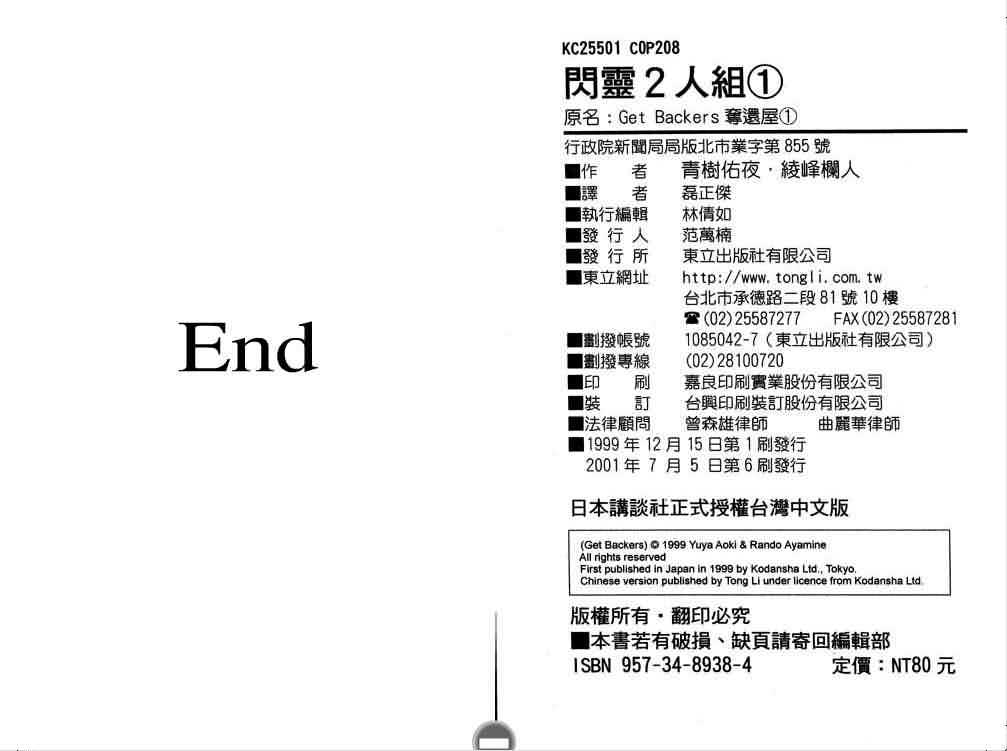 End
KC25501 COP208
閃靈2人組①
原名：Get Backers 奪還屋①
行政院新聞局局版北市業字第855號
■作　者　青樹佑夜．綾峰欄人
■譯　者　磊正傑
■執行編輯　林倩如
■發行人　范萬楠
■發行所　東立出版社有限公司
■東立網址　http://www.tongli.com.tw
台北市承德路二段81號10樓
☎(02)25587277　FAX(02)25587281
■劃撥帳號　1085042-7（東立出版社有限公司）
■劃撥專線　(02)28100720
■印　刷　嘉良印刷實業股份有限公司
■裝　訂　台興印刷裝訂股份有限公司
■法律顧問　曾森雄律師　曲麗華律師
■1999年12月15日第1刷發行
2001年7月5日第6刷發行
日本講談社正式授權台灣中文版
(Get Backers) © 1999 Yuya Aoki & Rando Ayamine
All rights reserved
First published in Japan in 1999 by Kodansha Ltd., Tokyo.
Chinese version published by Tong Li under licence from Kodansha Ltd.
版權所有・翻印必究
■本書若有破損、缺頁請寄回編輯部
ISBN 957-34-8938-4　定價：NT80元